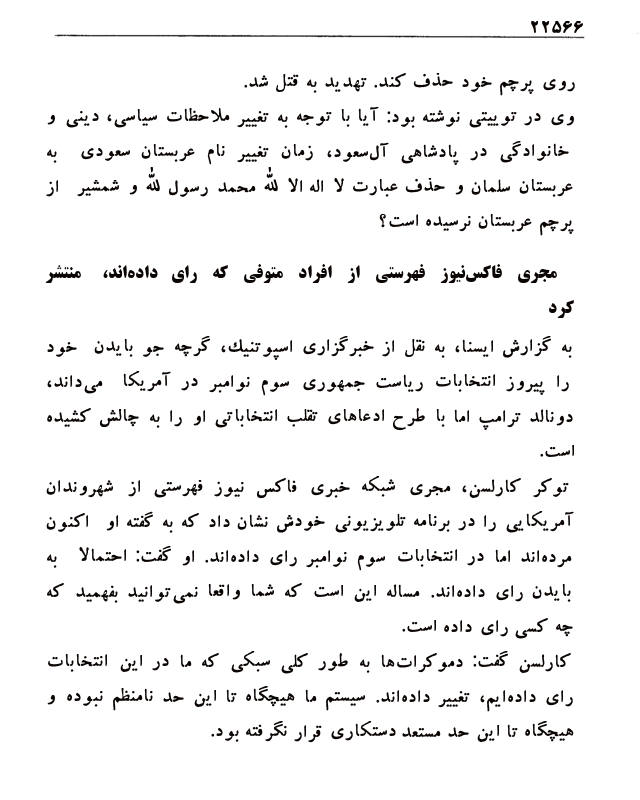 ۲۲۵۶۶
روی پرچم خود حذف کند. تهدید به قتل شد.
وی در توییتی نوشته بود: آیا با توجه به تغییر ملاحظات سیاسی، دینی و
خانوادگی در پادشاهی آل‌سعود، زمان تغییر نام عربستان سعودی به
عربستان سلمان و حذف عبارت لا اله الا لله محمد رسول لله و شمشیر از
پرچم عربستان نرسیده است؟
مجری فاکس‌نیوز فهرستی از افراد متوفی که رای داده‌اند، منتشر
کرد
به گزارش ایسنا، به نقل از خبرگزاری اسپوتنیك، گرچه جو بایدن خود
را پیروز انتخابات ریاست جمهوری سوم نوامبر در آمریکا می‌داند،
دونالد ترامپ اما با طرح ادعاهای تقلب انتخاباتی او را به چالش کشیده
است.
توکر کارلسن، مجری شبکه خبری فاکس نیوز فهرستی از شهروندان
آمریکایی را در برنامه تلویزیونی خودش نشان داد که به گفته او اکنون
مرده‌اند اما در انتخابات سوم نوامبر رای داده‌اند. او گفت: احتمالا به
بایدن رای داده‌اند. مساله این است که شما واقعا نمی‌توانید بفهمید که
چه کسی رای داده است.
کارلسن گفت: دموکرات‌ها به طور کلی سبکی که ما در این انتخابات
رای داده‌ایم، تغییر داده‌اند. سیستم ما هیچگاه تا این حد نامنظم نبوده و
هیچگاه تا این حد مستعد دستکاری قرار نگرفته بود.